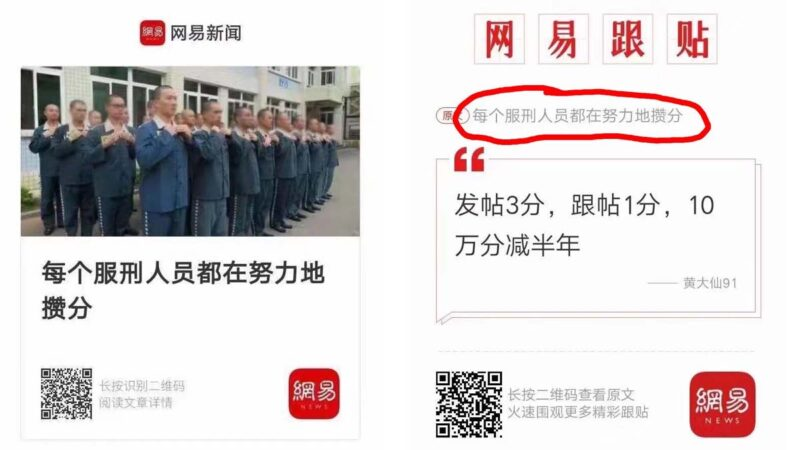 網易 网易新闻
每个服刑人员都在努力地
攒分
长按识别二维码
阅读文章详情
網易
NEWS
网易跟贴
原文 每个服刑人员都在努力地攒分
发帖3分，跟帖1分，10
万分减半年
—— 黄大仙91
长按二维码查看原文
火速围观更多精彩跟贴
網易
NEWS